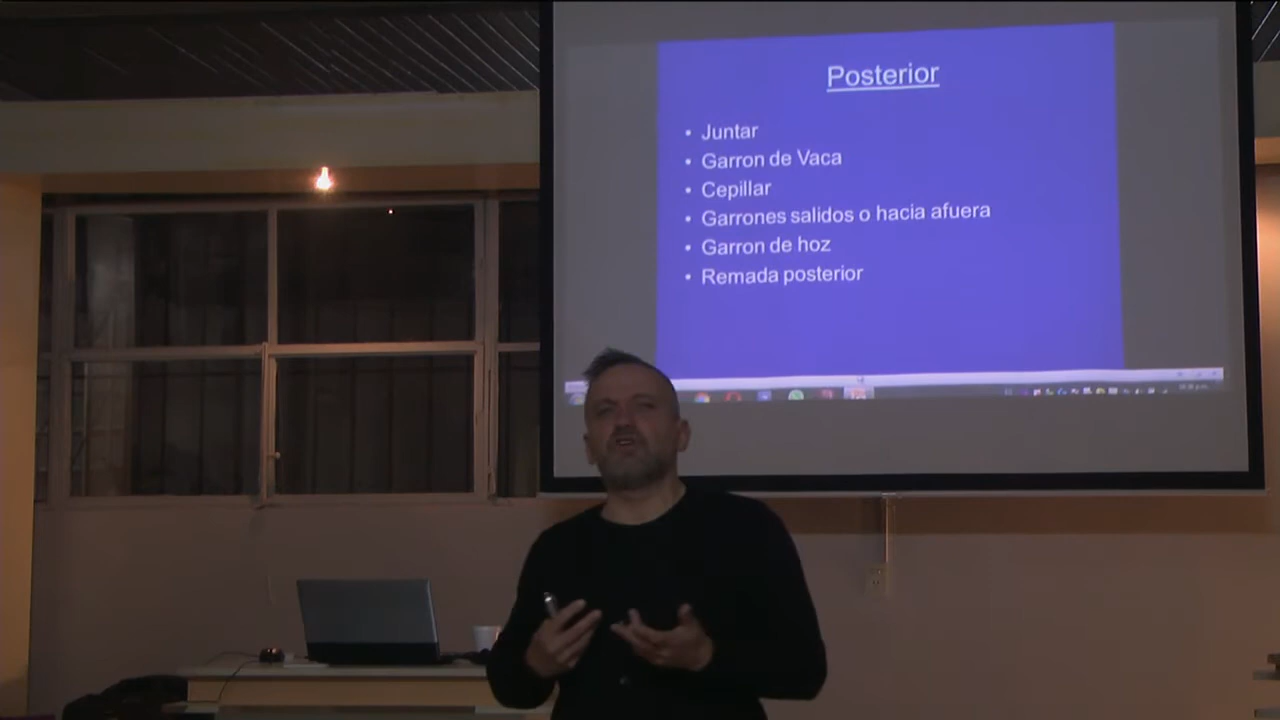 Posterior
• Juntar
• Garron de Vaca
• Cepillar
• Garrones salidos o hacia afuera
• Garron de hoz
• Remada posterior